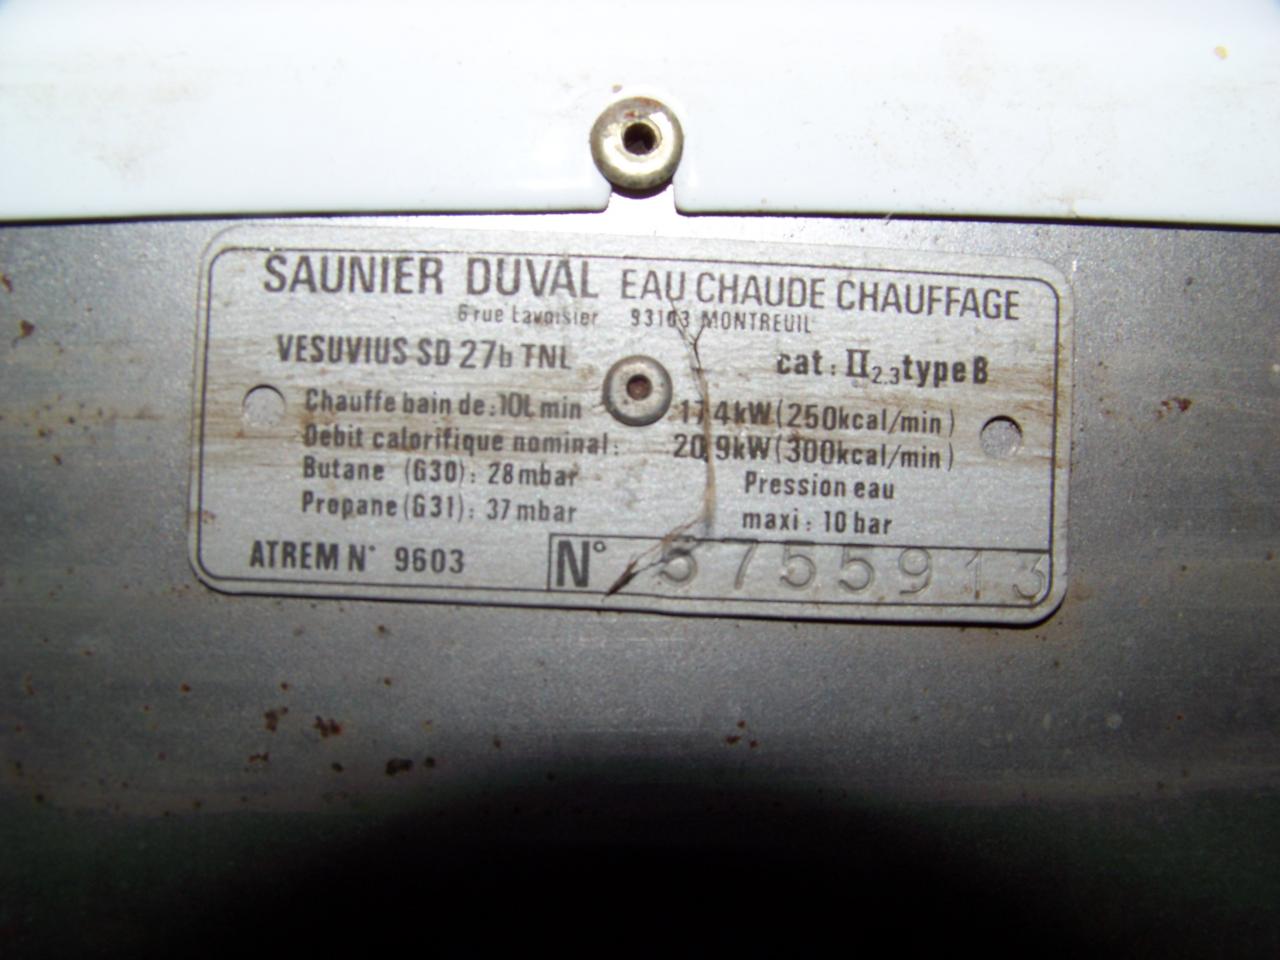 SAUNIER DUVAL EAU CHAUDE CHAUFFAGE
6 rue Lavoisier 93103 MONTREUIL
VESUVIUS SD 27b TNL cat: II2.3 type B
Chauffe bain de: 10L min 17,4kW (250kcal/min)
Debit calorifique nominal: 20,9kW (300kcal/min)
Butane (G30): 28 mbar Pression eau
Propane (G31): 37 mbar maxi: 10 bar
ATREM N° 9603 N° 5755913